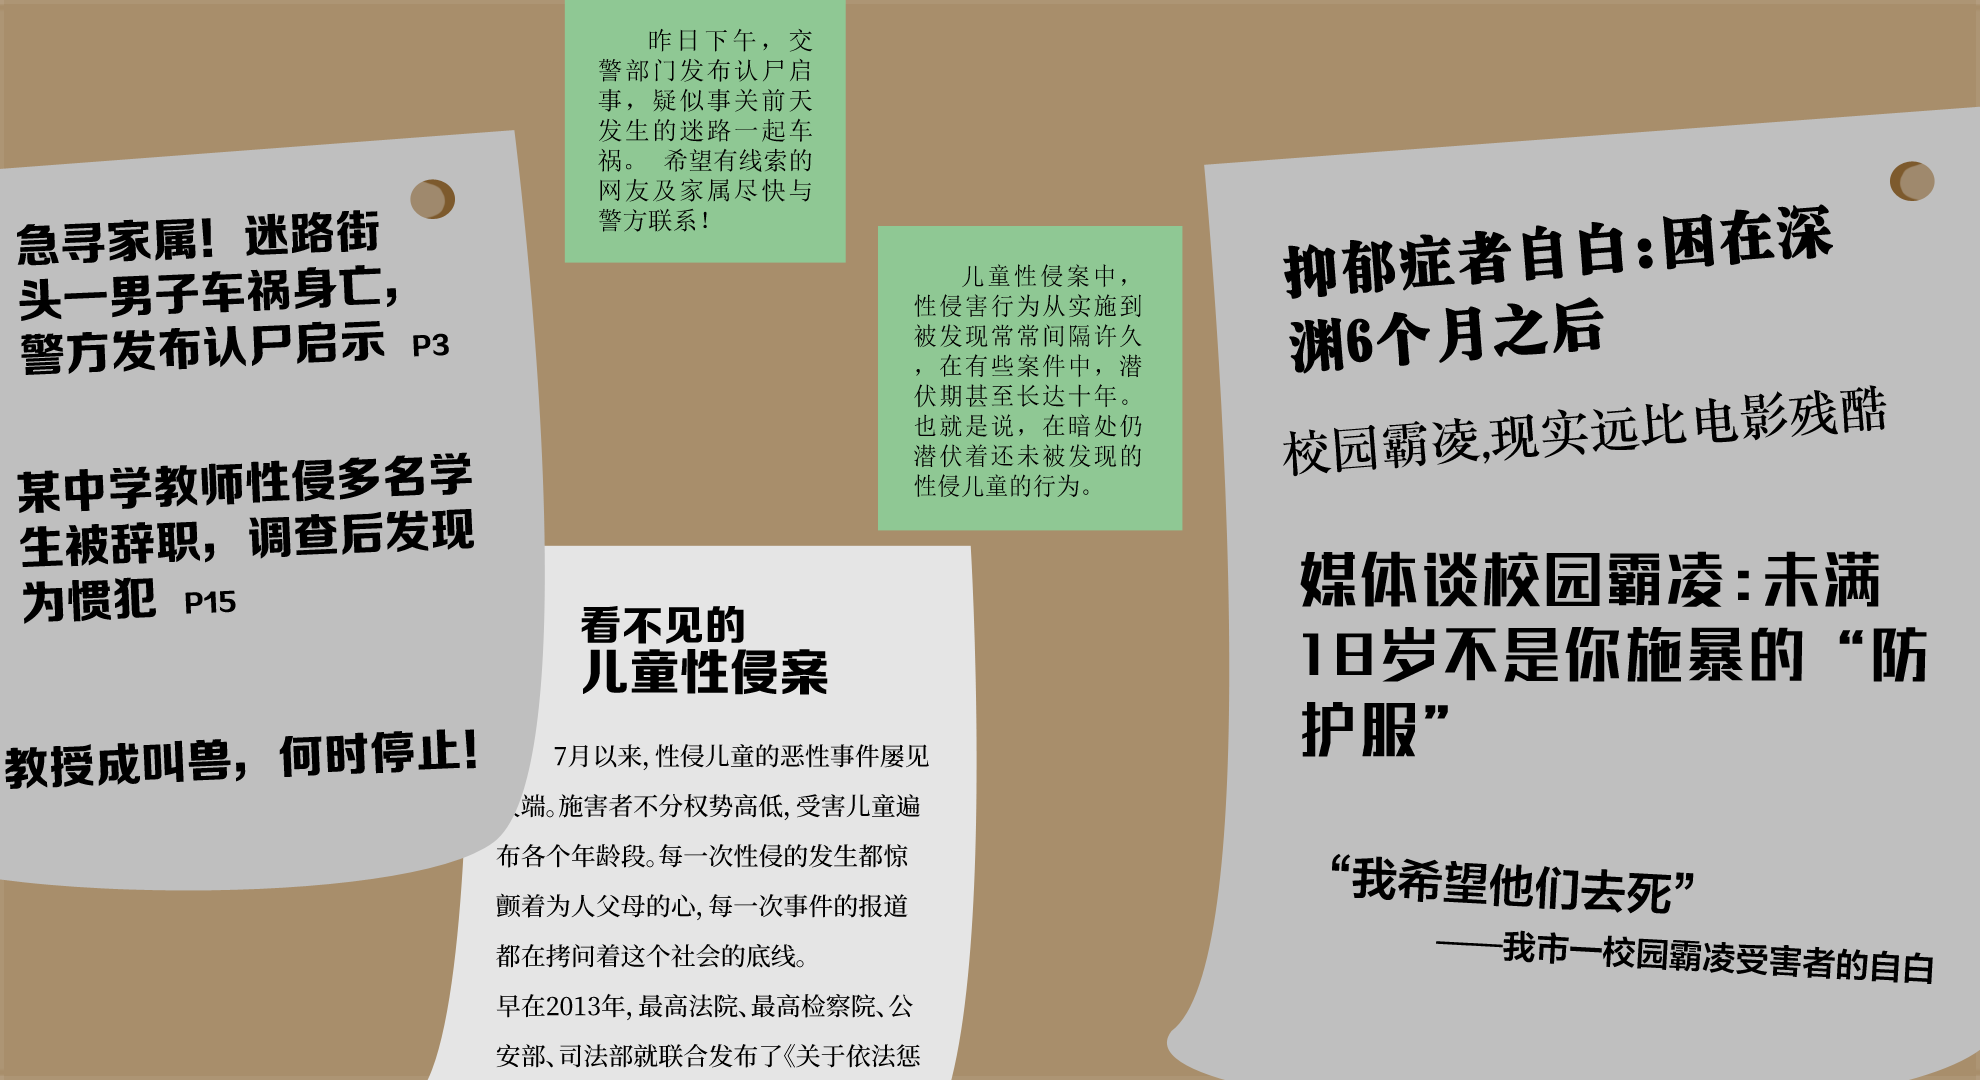 急寻家属！迷路街
头一男子车祸身亡，
警方发布认尸启示 P3
某中学教师性侵多名学
生被辞职，调查后发现
为惯犯 P15
教授成叫兽，何时停止！
昨日下午，交
警部门发布认尸启
事，疑似事关前天
发生的迷路一起车
祸。 希望有线索的
网友及家属尽快与
警方联系！
儿童性侵案中，
性侵害行为从实施到
被发现常常间隔许久
，在有些案件中，潜
伏期甚至长达十年。
也就是说，在暗处仍
潜伏着还未被发现的
性侵儿童的行为。
看不见的
儿童性侵案
7月以来，性侵儿童的恶性事件屡见
端。施害者不分权势高低，受害儿童遍
布各个年龄段。每一次性侵的发生都惊
颤着为人父母的心，每一次事件的报道
都在拷问着这个社会的底线。
早在2013年，最高法院、最高检察院、公
安部、司法部就联合发布了《关于依法惩
抑郁症者自白：困在深
渊6个月之后
校园霸凌,现实远比电影残酷
媒体谈校园霸凌：未满
18岁不是你施暴的“防
护服”
“我希望他们去死”
——我市一校园霸凌受害者的自白